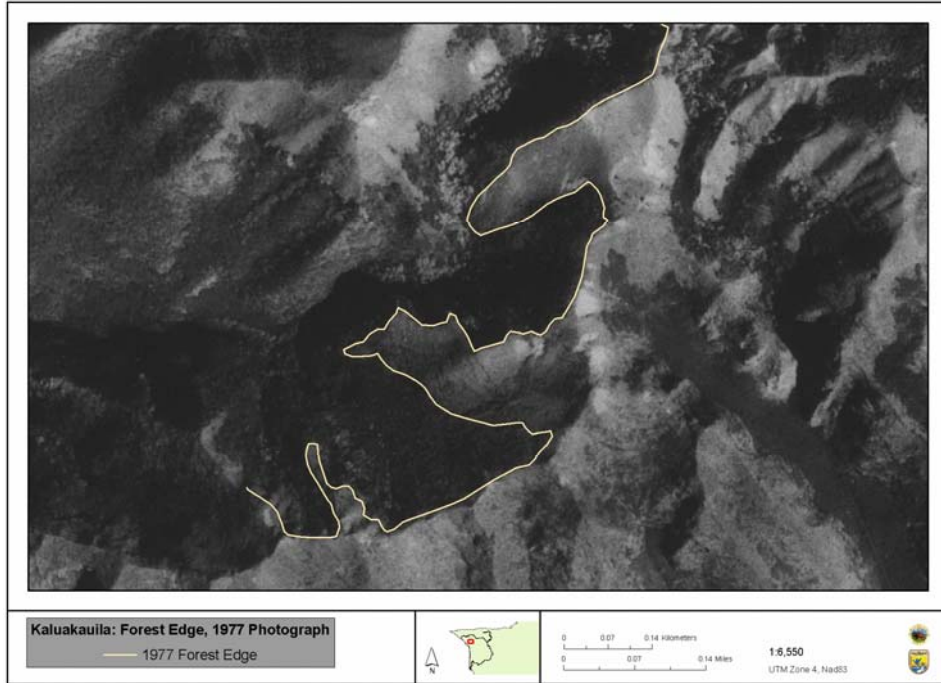 Kaluakauila: Forest Edge, 1977 Photograph
1977 Forest Edge
N
0 0.07 0.14 Kilometers
0 0.07 0.14 Miles
1:6,550
UTM Zone 4, Nad83